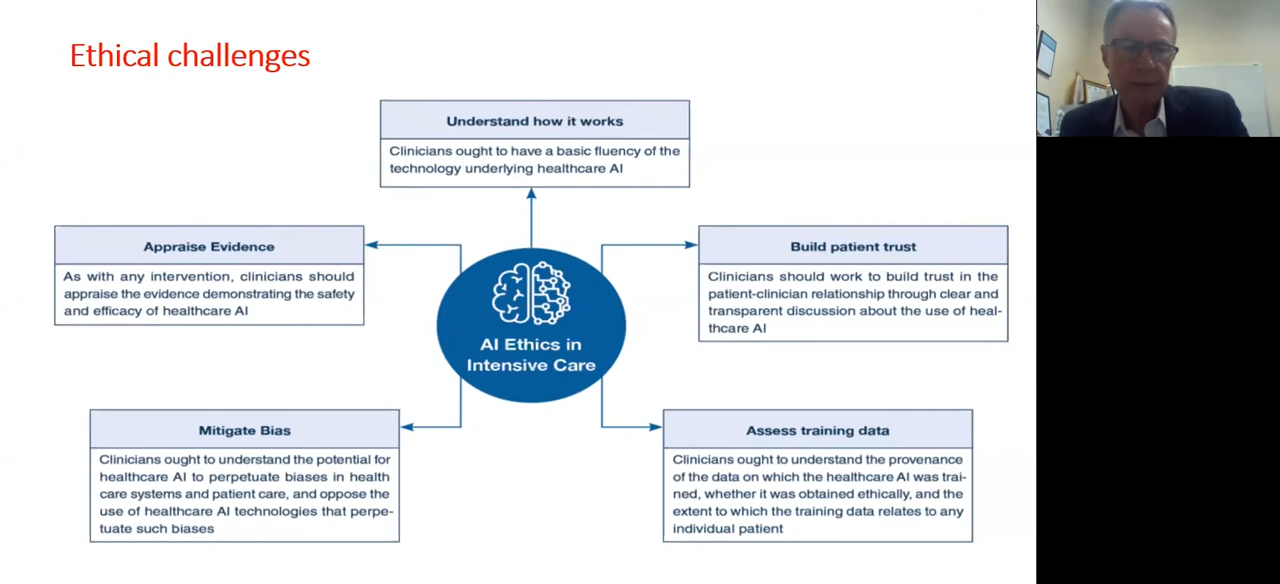 Ethical challenges
Understand how it works
Clinicians ought to have a basic fluency of the
technology underlying healthcare AI
Appraise Evidence
As with any intervention, clinicians should
appraise the evidence demonstrating the safety
and efficacy of healthcare AI
Build patient trust
Clinicians should work to build trust in the
patient-clinician relationship through clear and
transparent discussion about the use of heal-
thcare AI
AI Ethics in
Intensive Care
Mitigate Bias
Clinicians ought to understand the potential for
healthcare AI to perpetuate biases in health
care systems and patient care, and oppose the
use of healthcare AI technologies that perpe-
tuate such biases
Assess training data
Clinicians ought to understand the provenance
of the data on which the healthcare AI was trai-
ned, whether it was obtained ethically, and the
extent to which the training data relates to any
individual patient